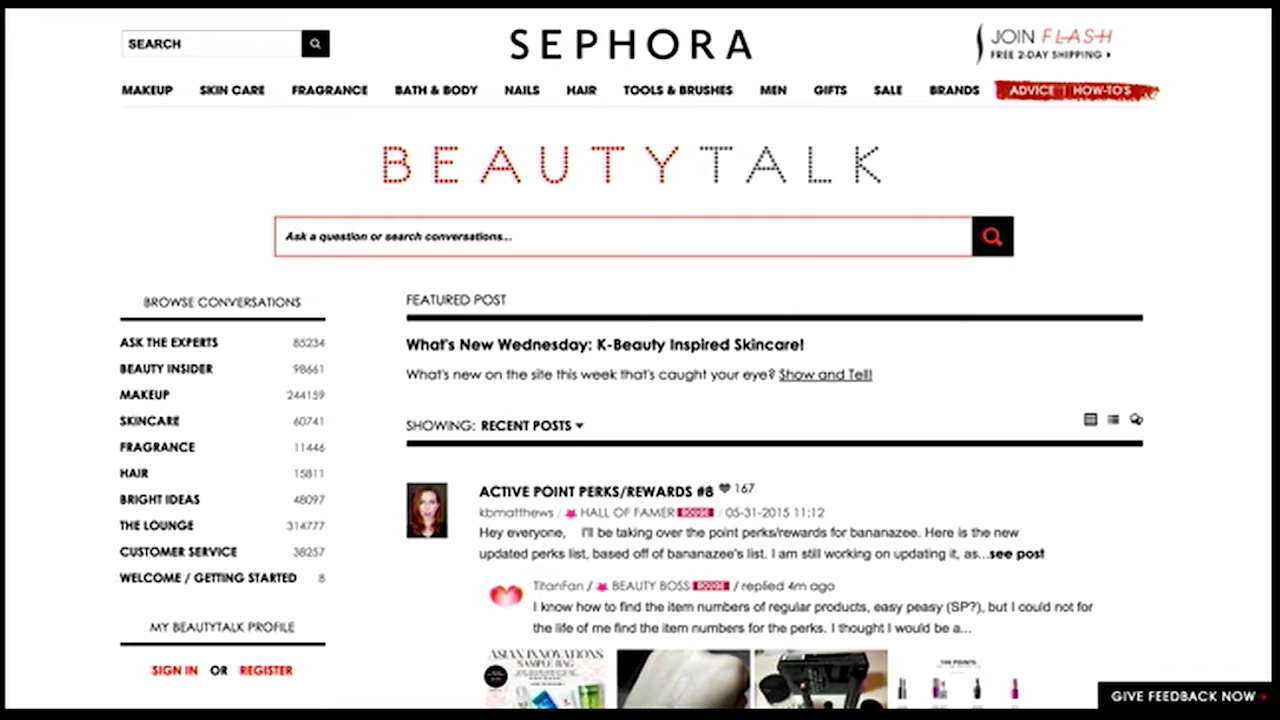 SEARCH
SEPHORA
JOIN FLASH
FREE 2-DAY SHIPPING
MAKEUP SKIN CARE FRAGRANCE BATH & BODY NAILS HAIR TOOLS & BRUSHES MEN GIFTS SALE BRANDS ADVICE | HOW-TO'S
BEAUTYTALK
Ask a question or search conversations...
BROWSE CONVERSATIONS
ASK THE EXPERTS 85234
BEAUTY INSIDER 98661
MAKEUP 244159
SKINCARE 60741
FRAGRANCE 11446
HAIR 15811
BRIGHT IDEAS 48097
THE LOUNGE 314777
CUSTOMER SERVICE 38257
WELCOME / GETTING STARTED 8
MY BEAUTYTALK PROFILE
SIGN IN OR REGISTER
FEATURED POST
What's New Wednesday: K-Beauty Inspired Skincare!
What's new on the site this week that's caught your eye? Show and Tell!
SHOWING: RECENT POSTS
ACTIVE POINT PERKS/REWARDS #8 167
kbmatthews / HALL OF FAMER ROUGE / 05-31-2015 11:12
Hey everyone, I'll be taking over the point perks/rewards for bananazee. Here is the new
updated perks list, based off of bananazee's list. I am still working on updating it, as...see post
TitanFan / BEAUTY BOSS ROUGE / replied 4m ago
I know how to find the item numbers of regular products, easy peasy (SP?), but I could not for
the life of me find the item numbers for the perks. I thought I would be a...
ASIAN INNOVATIONS
SAMPLE BAG
100 POINTS
GIVE FEEDBACK NOW